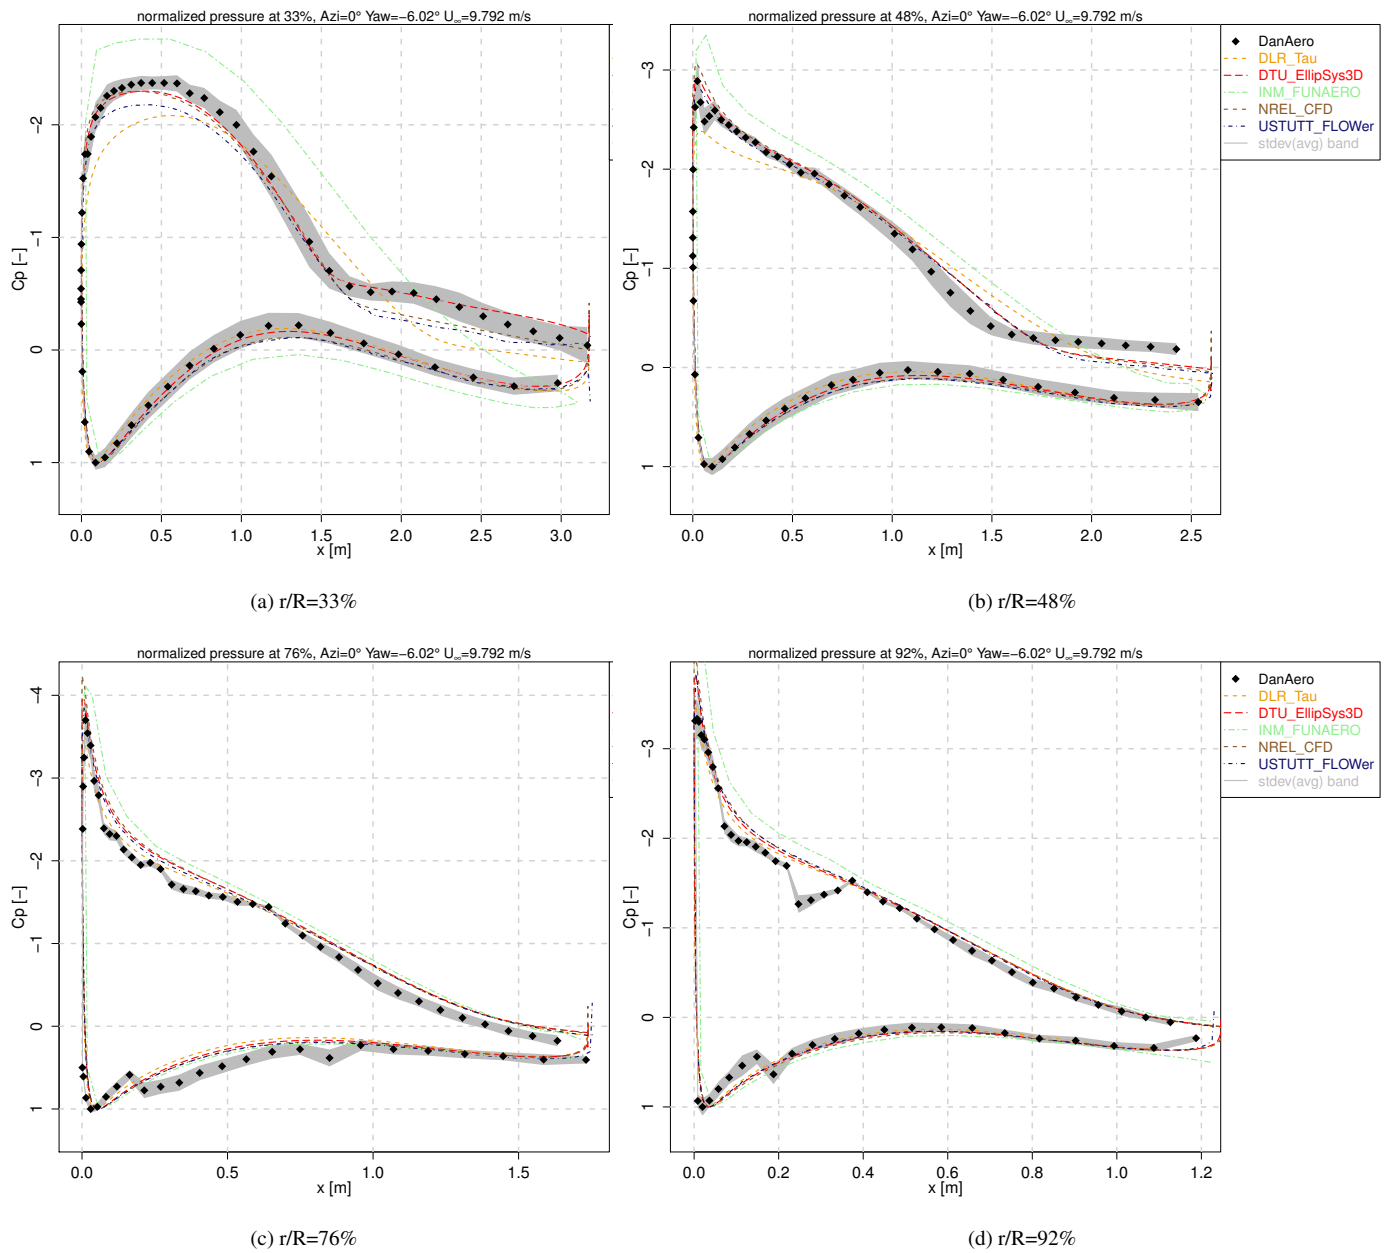 normalized pressure at 33%, Azi=0° Yaw=−6.02° U∞=9.792 m/s
Cp [−]
−2
−1
0
1
0.0 0.5 1.0 1.5 2.0 2.5 3.0
x [m]
(a) r/R=33%
normalized pressure at 48%, Azi=0° Yaw=−6.02° U∞=9.792 m/s
Cp [−]
−3
−2
−1
0
1
0.0 0.5 1.0 1.5 2.0 2.5
x [m]
DanAero
DLR_Tau
DTU_EllipSys3D
INM_FUNAERO
NREL_CFD
USTUTT_FLOWer
stdev(avg) band
(b) r/R=48%
normalized pressure at 76%, Azi=0° Yaw=−6.02° U∞=9.792 m/s
Cp [−]
−4
−3
−2
−1
0
1
0.0 0.5 1.0 1.5
x [m]
(c) r/R=76%
normalized pressure at 92%, Azi=0° Yaw=−6.02° U∞=9.792 m/s
Cp [−]
−3
−2
−1
0
1
0.0 0.2 0.4 0.6 0.8 1.0 1.2
x [m]
DanAero
DLR_Tau
DTU_EllipSys3D
INM_FUNAERO
NREL_CFD
USTUTT_FLOWer
stdev(avg) band
(d) r/R=92%